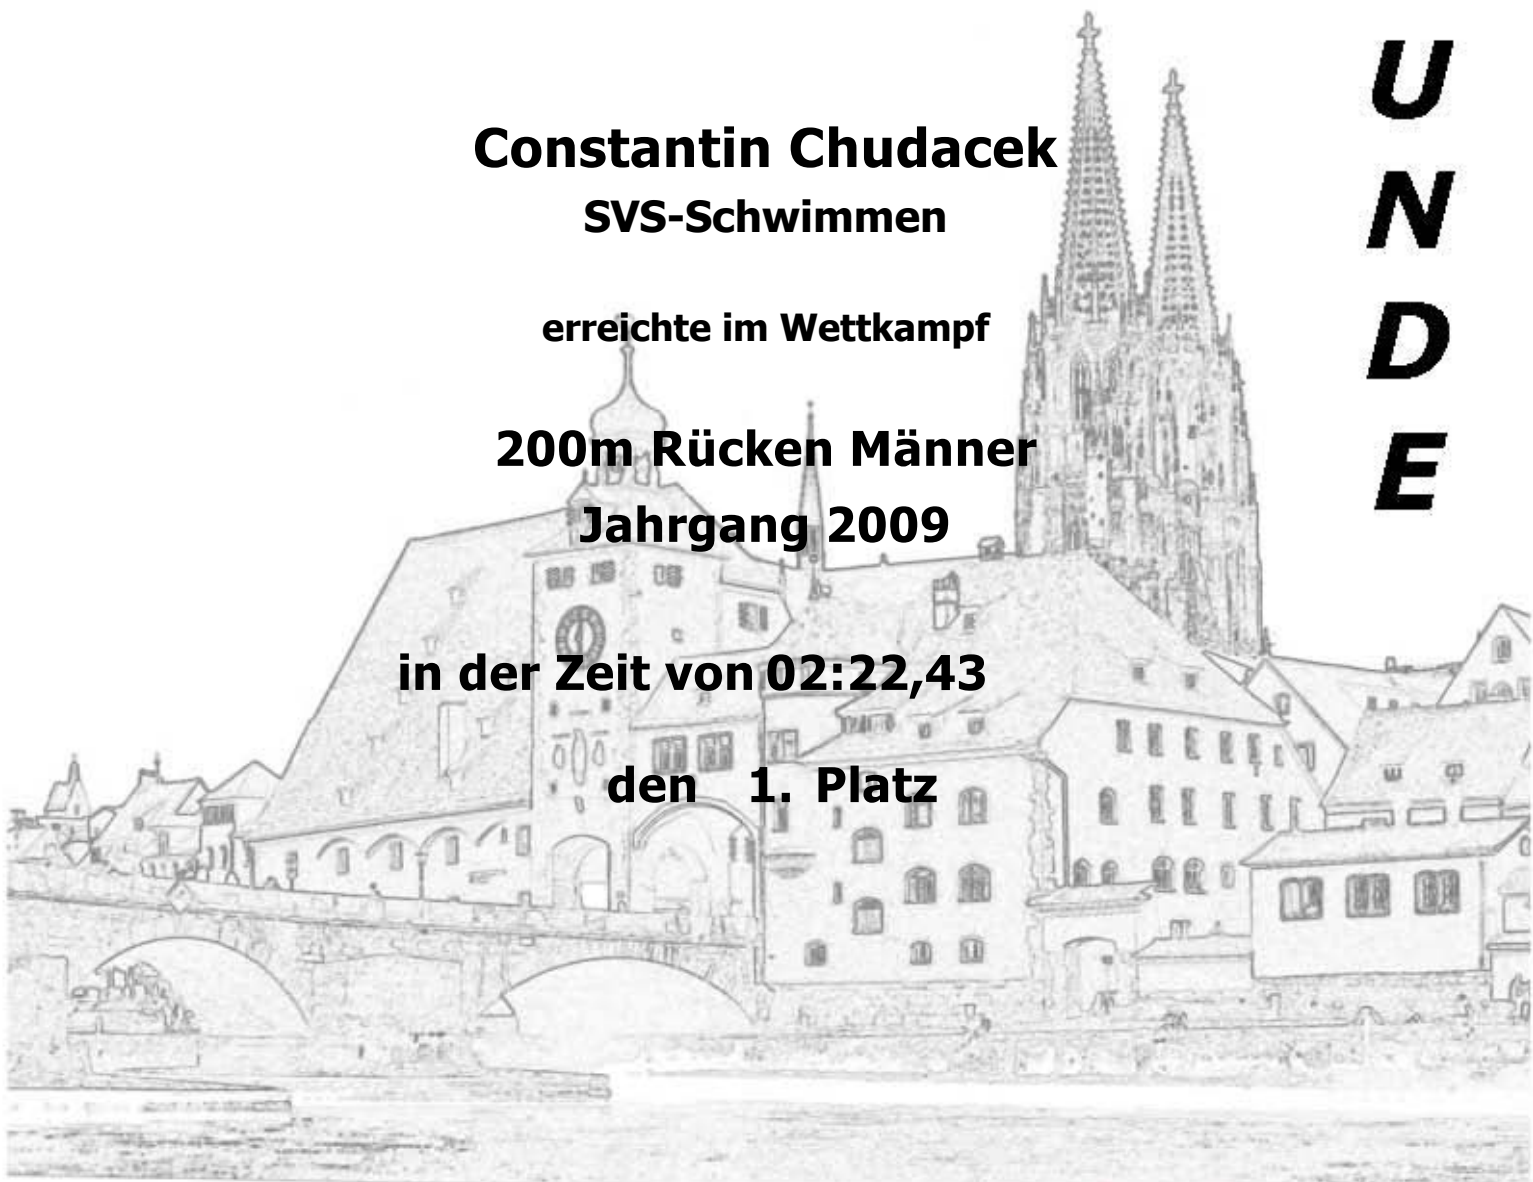 Constantin Chudacek
SVS-Schwimmen
erreichte im Wettkampf
200m Rücken Männer
Jahrgang 2009
in der Zeit von 02:22,43
den 1. Platz
U
N
D
E